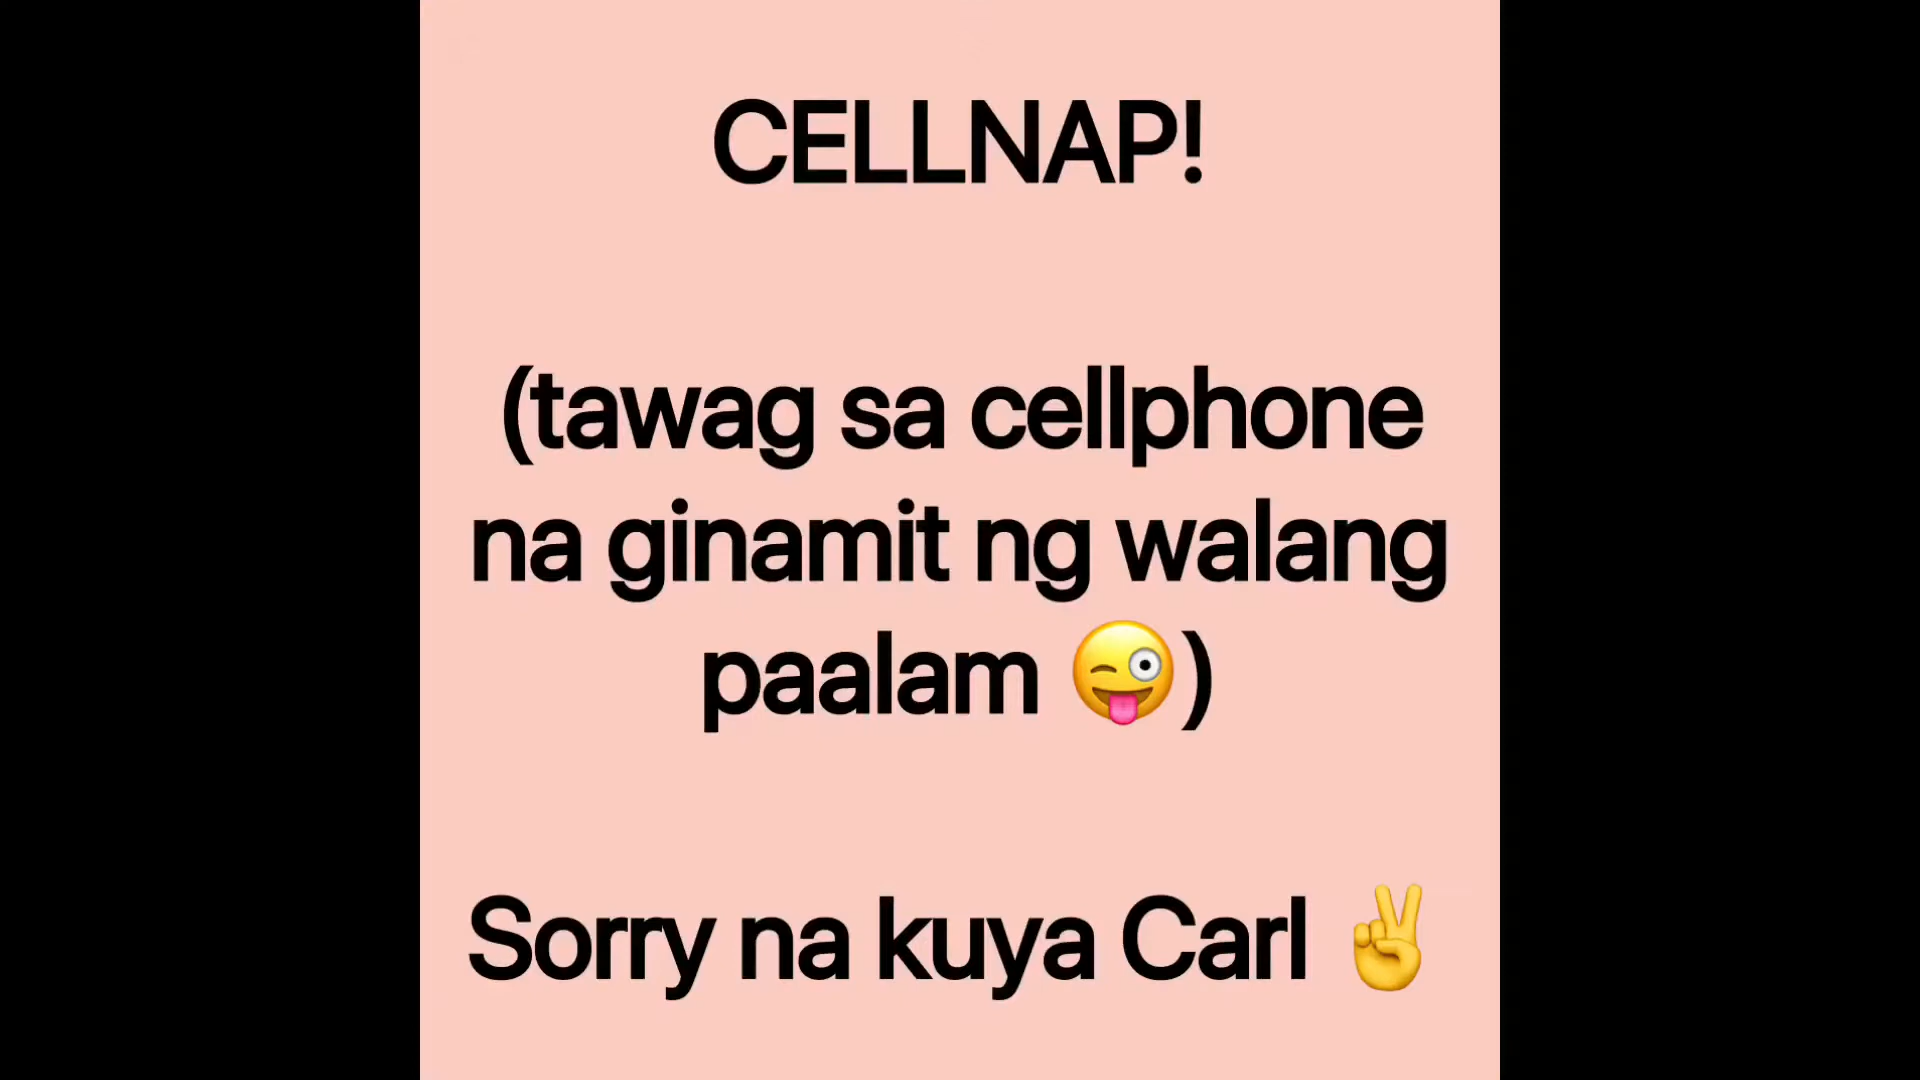 CELLNAP!
(tawag sa cellphone
na ginamit ng walang
paalam 😜)
Sorry na kuya Carl ✌